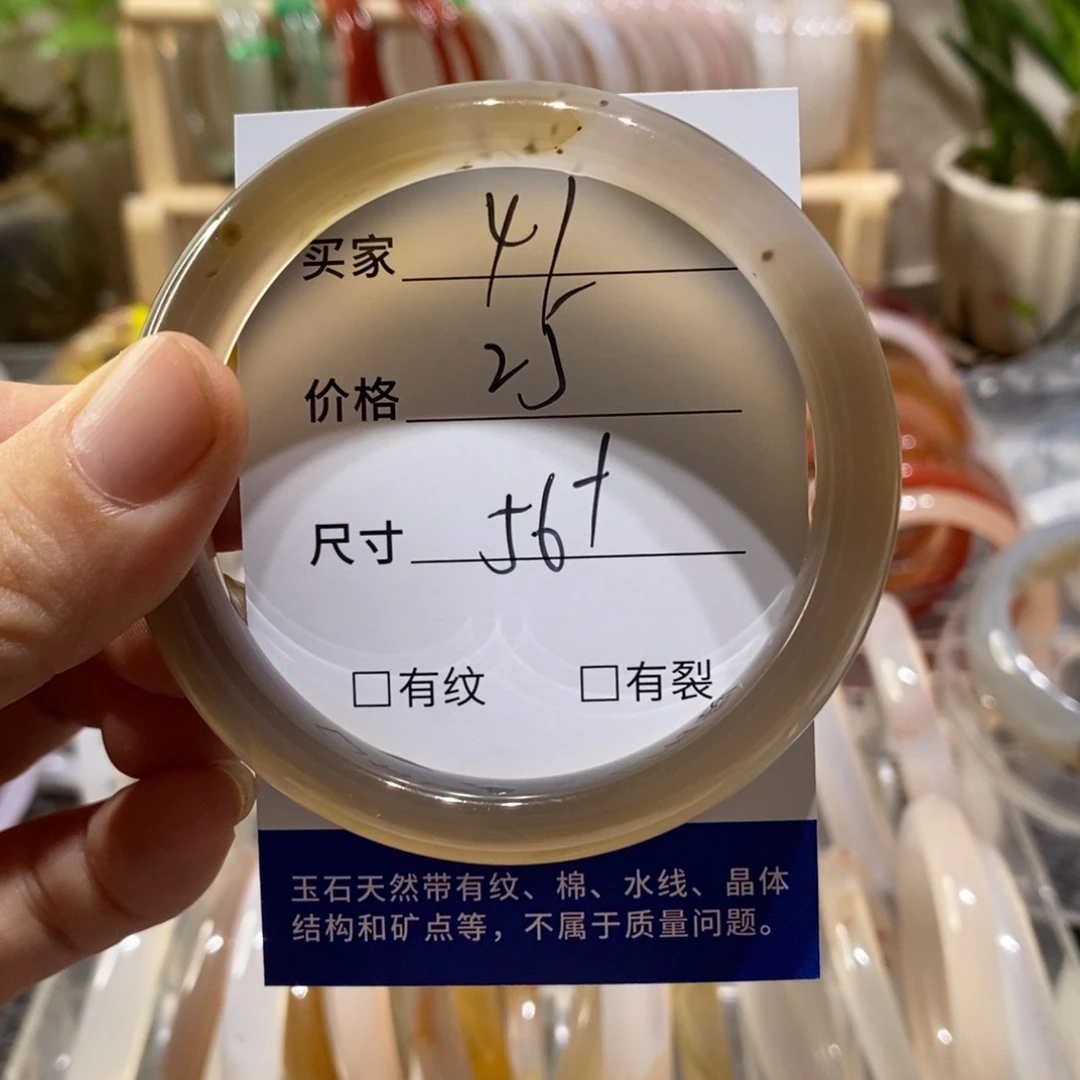 买家 41
价格 25
尺寸 56+
□有纹 □有裂
玉石天然带有纹、棉、水线、晶体
结构和矿点等，不属于质量问题。